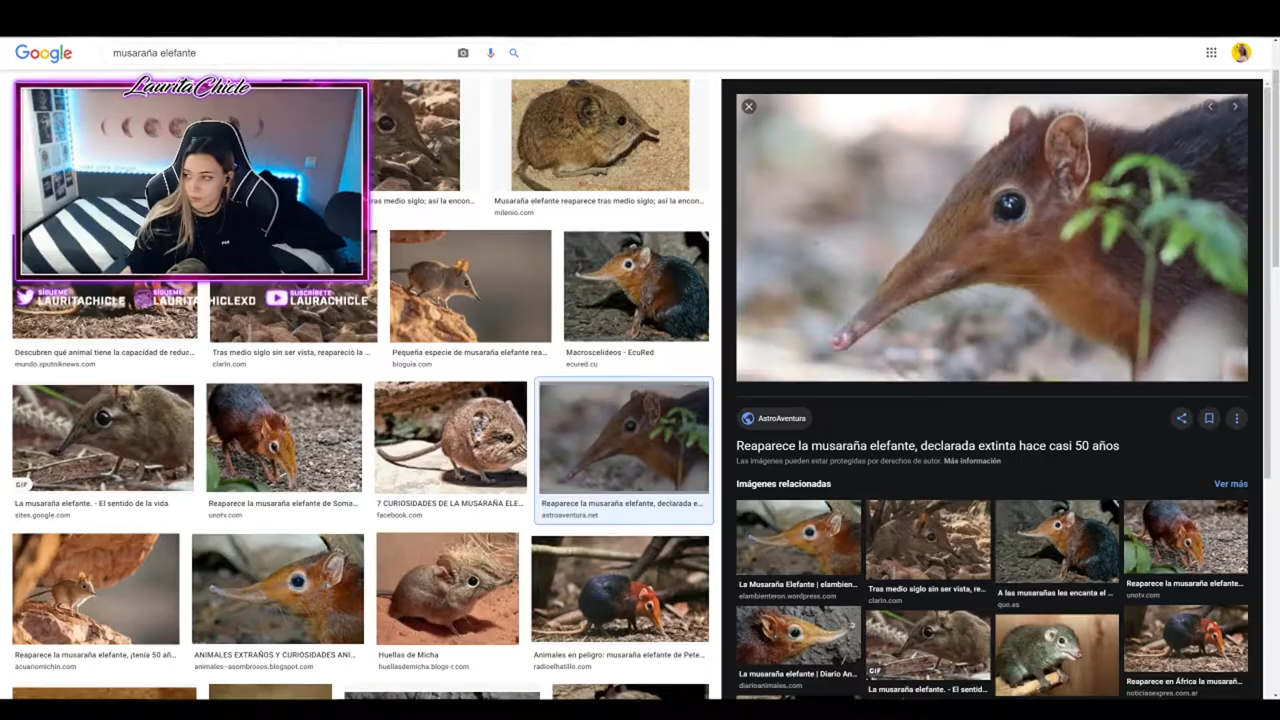 Google
musaraña elefante
LauritaChicle
SÍGUEME
LAURITACHICLE
SÍGUEME
LAURITACHICLEXO
SUSCRÍBETE
LAURACHICLE
tras medio siglo; así la encon...
Musaraña elefante reaparece tras medio siglo; así la encon...
milenio.com
Descubren qué animal tiene la capacidad de reduc...
mundo.sputniknews.com
Tras medio siglo sin ser vista, reapareció la ...
clarin.com
Pequeña especie de musaraña elefante rea...
bioguia.com
Macroscelideos - EcuRed
ecured.cu
GIF
La musaraña elefante. - El sentido de la vida
sites.google.com
Reaparece la musaraña elefante de Soma...
unotv.com
7 CURIOSIDADES DE LA MUSARAÑA ELE...
facebook.com
Reaparece la musaraña elefante, declarada e...
astroaventura.net
Reaparece la musaraña elefante, ¡tenía 50 añ...
acuariomichin.com
ANIMALES EXTRAÑOS Y CURIOSIDADES ANI...
animales--asombrosos.blogspot.com
Huellas de Micha
huellasdemicha.blogs-r.com
Animales en peligro: musaraña elefante de Pete...
radioelhatillo.com
AstroAventura
Reaparece la musaraña elefante, declarada extinta hace casi 50 años
Las imágenes pueden estar protegidas por derechos de autor. Más información
Imágenes relacionadas
Ver más
La Musaraña Elefante | elambien...
elambienteron.wordpress.com
Tras medio siglo sin ser vista, re...
clarin.com
A las musarañas les encanta el ...
quo.es
Reaparece la musaraña elefante...
unotv.com
La musaraña elefante | Diario An...
diarioanimales.com
GIF
La musaraña elefante. - El sentid...
Reaparece en África la musarañ...
noticiasexpres.com.ar